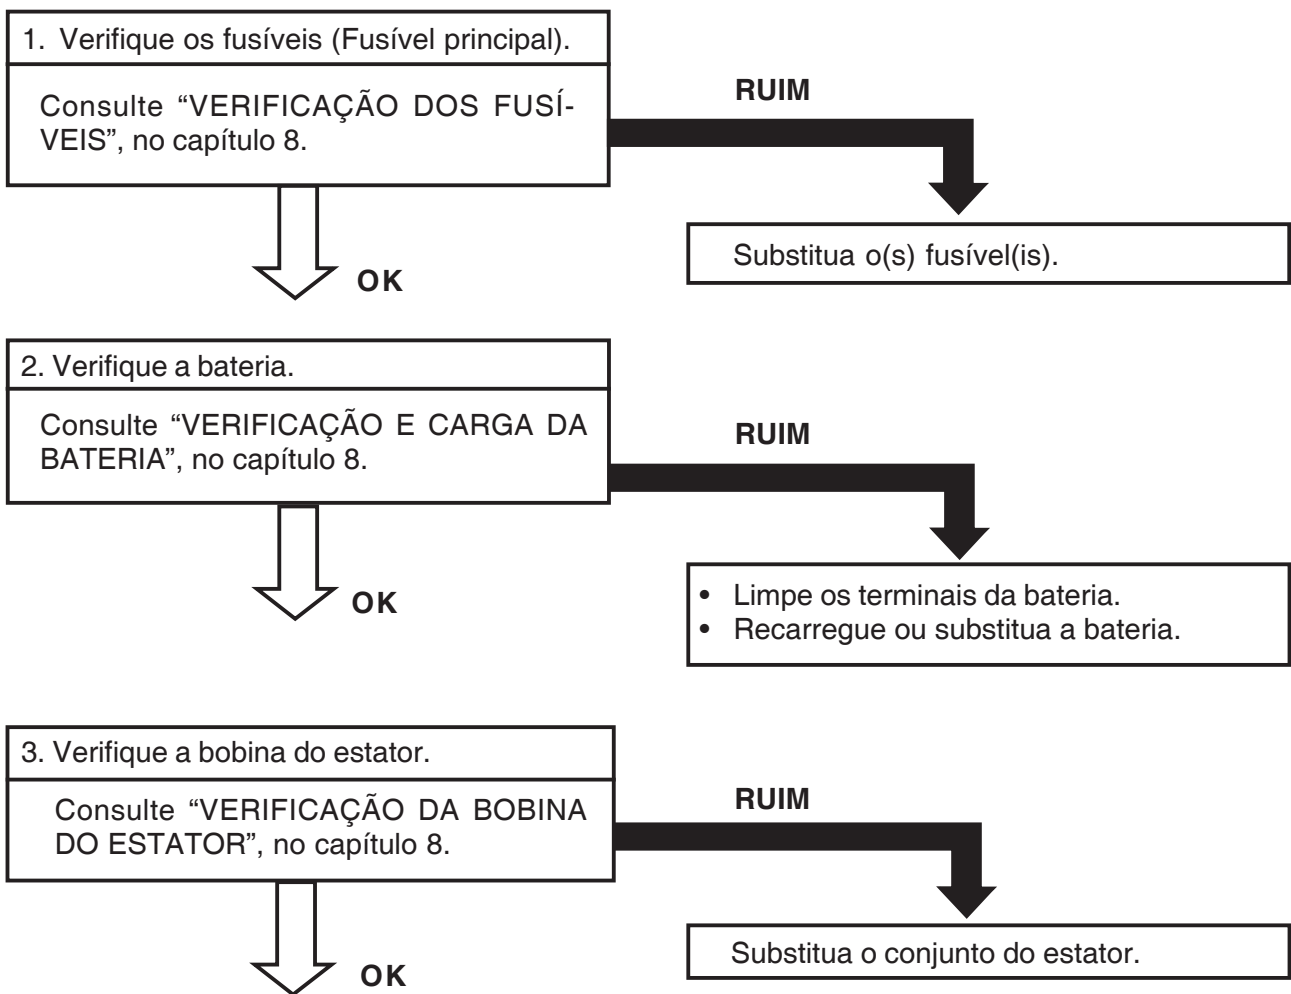 1. Verifique os fusíveis (Fusível principal).
Consulte “VERIFICAÇÃO DOS FUSÍ-
VEIS”, no capítulo 8.
RUIM
Substitua o(s) fusível(is).
OK
2. Verifique a bateria.
Consulte “VERIFICAÇÃO E CARGA DA
BATERIA”, no capítulo 8.
RUIM
• Limpe os terminais da bateria.
• Recarregue ou substitua a bateria.
OK
3. Verifique a bobina do estator.
Consulte “VERIFICAÇÃO DA BOBINA
DO ESTATOR”, no capítulo 8.
RUIM
Substitua o conjunto do estator.
OK